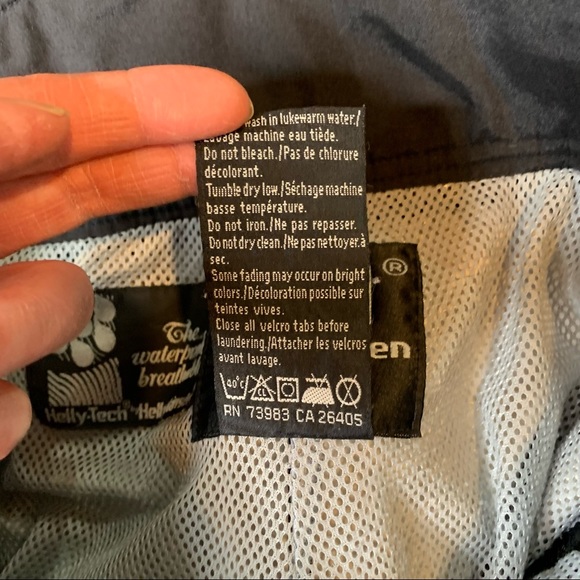 wash in lukewarm water./
Lavage machine eau tiède.
Do not bleach./Pas de chlorure
décolorant.
Tumble dry low./Séchage machine
basse température.
Do not iron./Ne pas repasser.
Do not dry clean./Ne pas nettoyer à
sec.
Some fading may occur on bright
colors./Décoloration possible sur
teintes vives.
Close all velcro tabs before
laundering./Attacher les velcros
avant lavage.
40°C CL
RN 73983 CA 26405
®
en
The
Helly-Tech